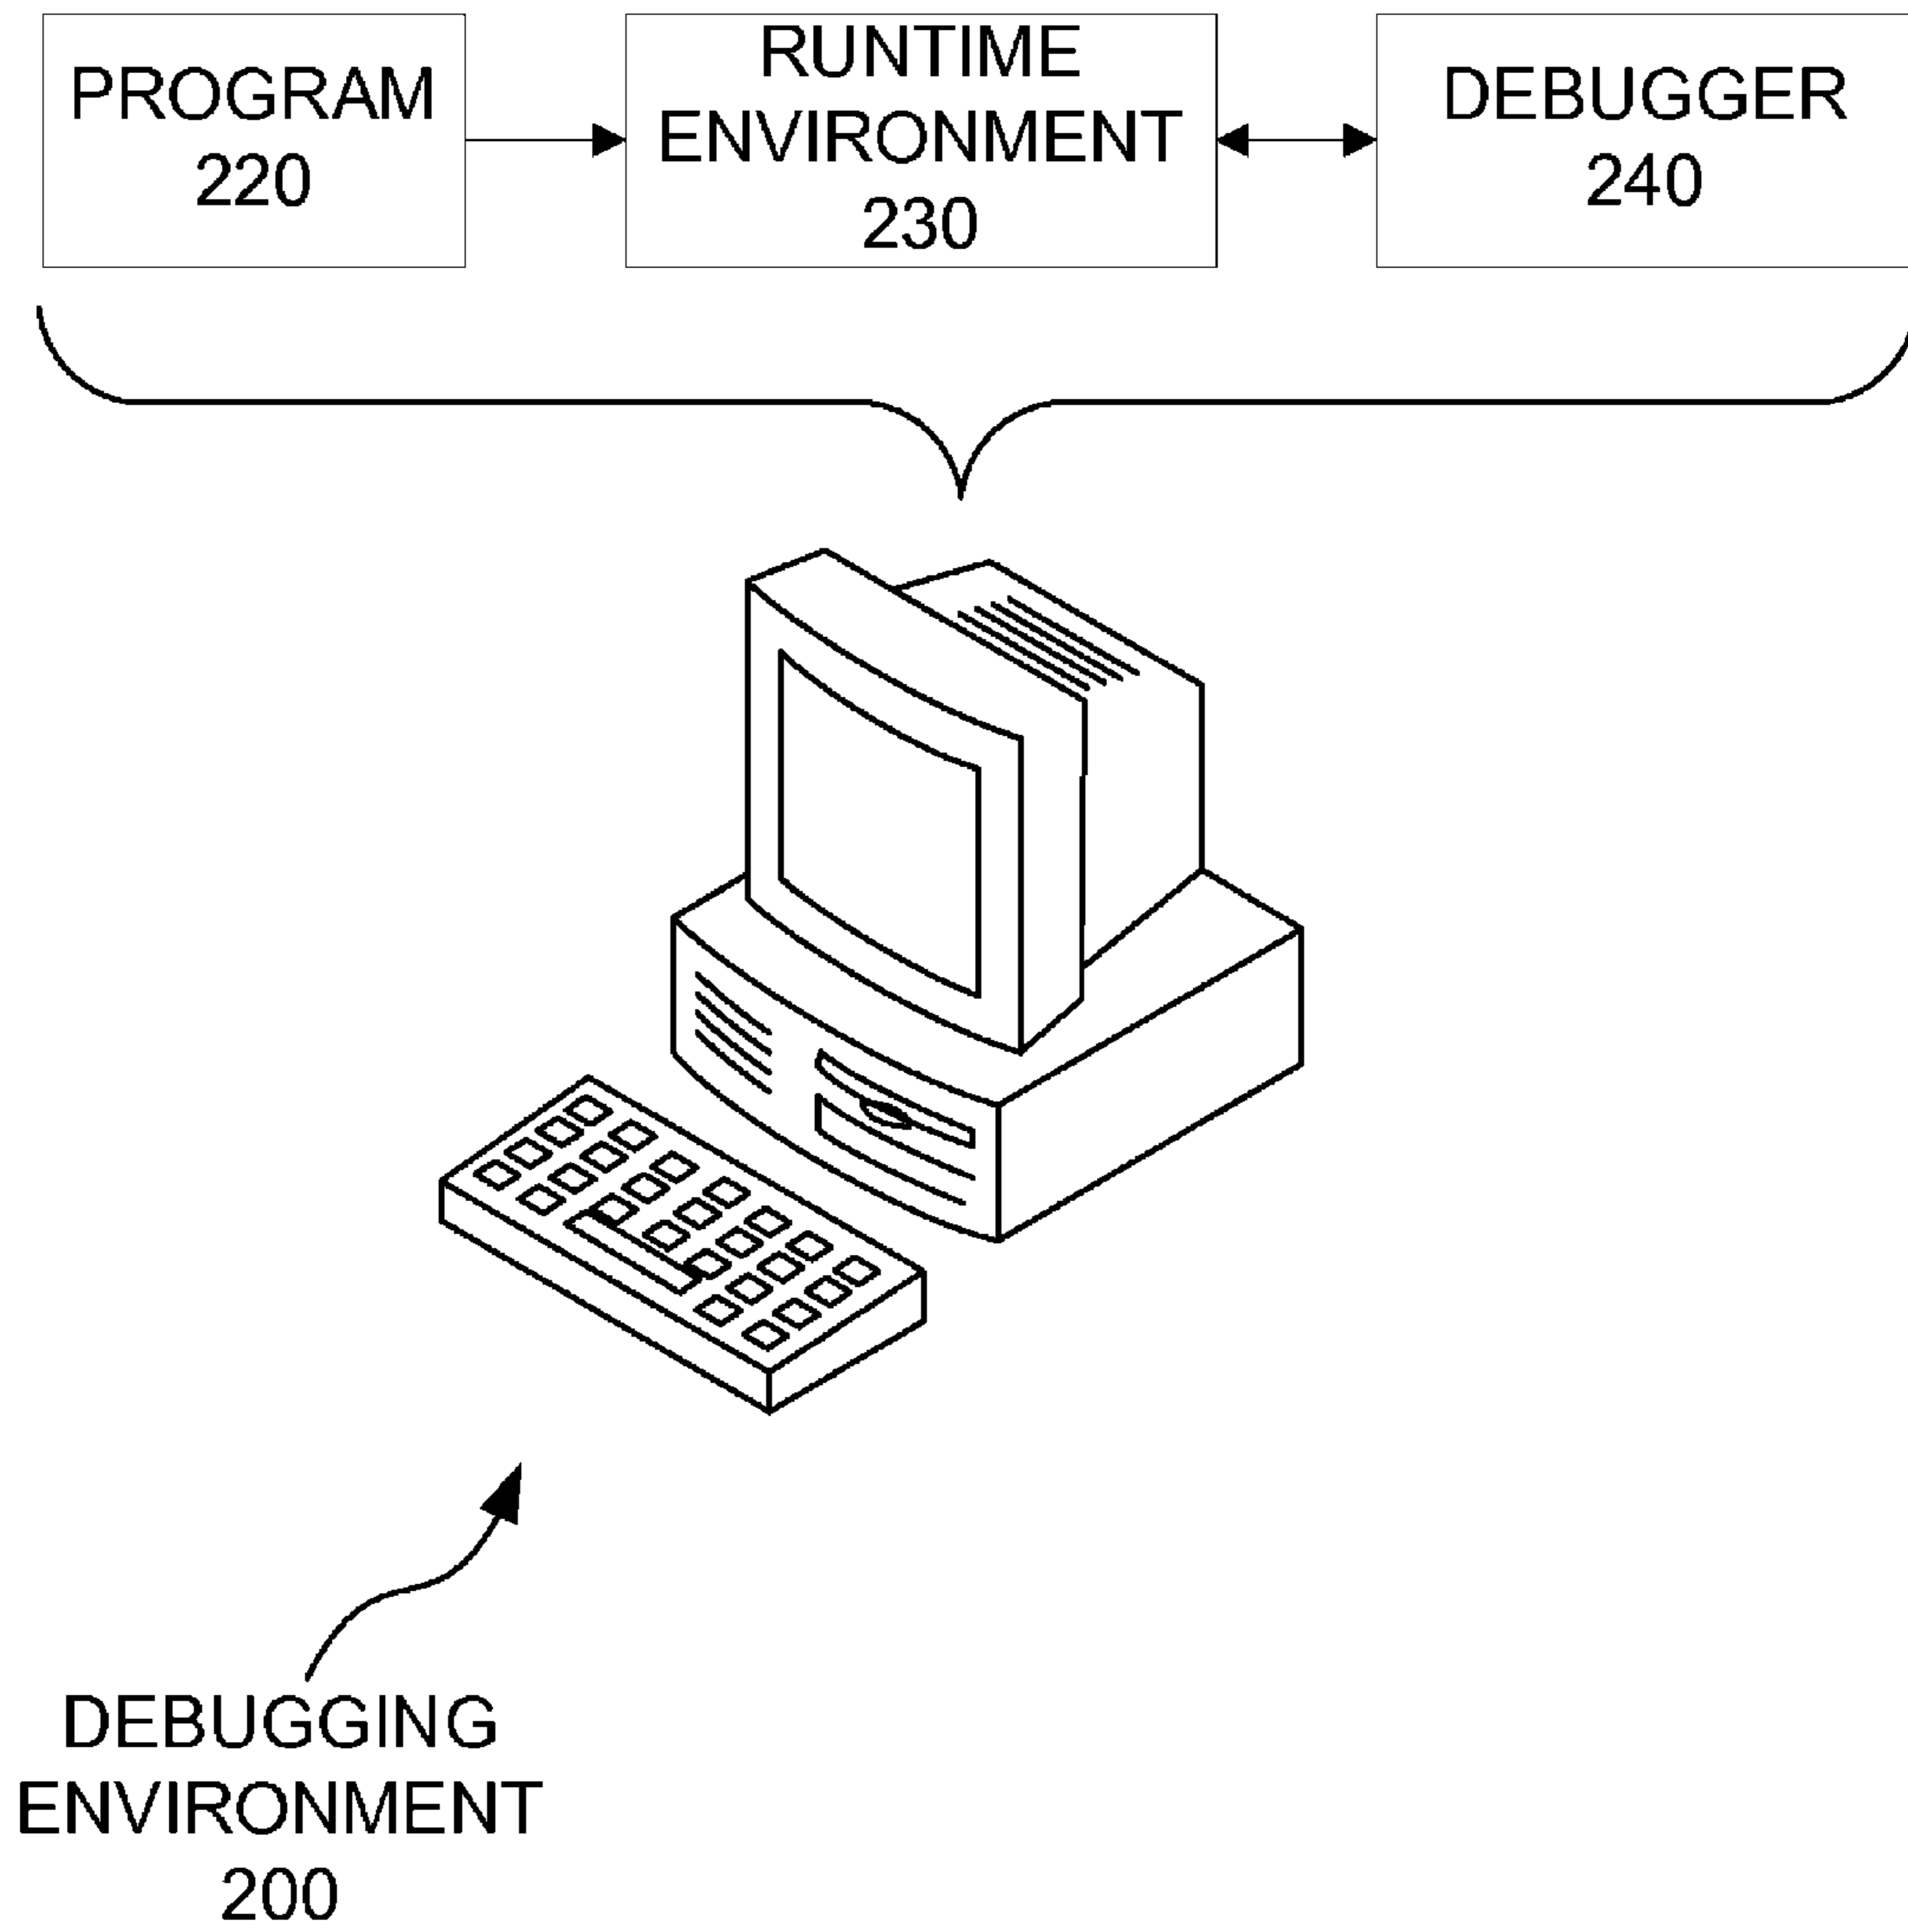 PROGRAM
220
RUNTIME
ENVIRONMENT
230
DEBUGGER
240
DEBUGGING
ENVIRONMENT
200